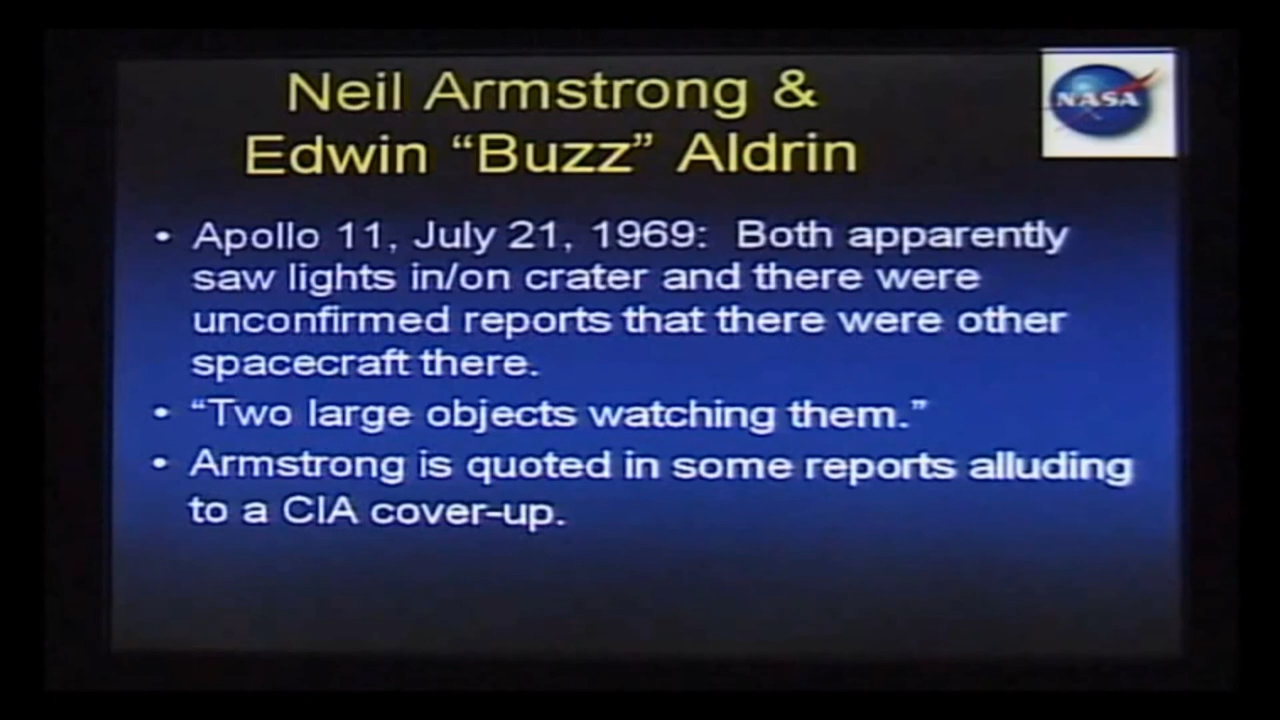 Neil Armstrong &
NASA
Edwin “Buzz” Aldrin
• Apollo 11, July 21, 1969:  Both apparently
saw lights in/on crater and there were
unconfirmed reports that there were other
spacecraft there.
• “Two large objects watching them.”
• Armstrong is quoted in some reports alluding
to a CIA cover-up.